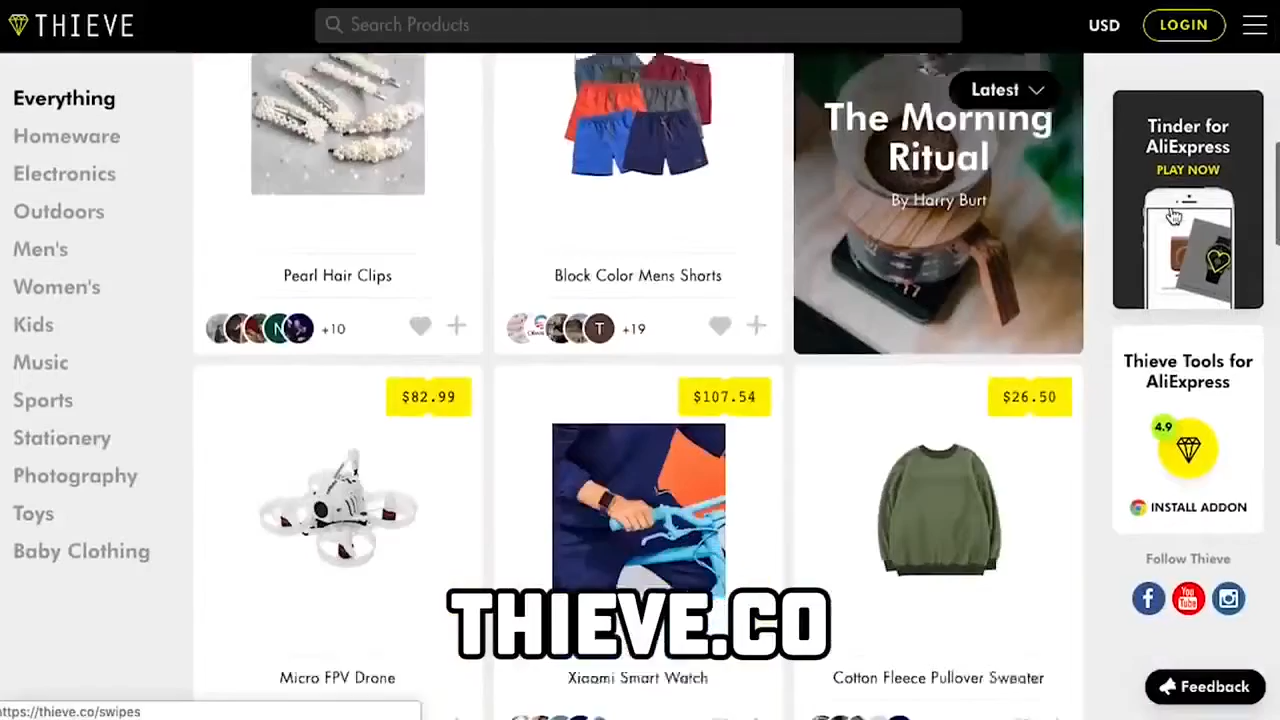 THIEVE
Search Products
USD
LOGIN
Everything
Homeware
Electronics
Outdoors
Men's
Women's
Kids
Music
Sports
Stationery
Photography
Toys
Baby Clothing
Pearl Hair Clips
+10
Block Color Mens Shorts
T
+19
N
Latest
The Morning
Ritual
By Harry Burt
Tinder for
AliExpress
PLAY NOW
Thieve Tools for
AliExpress
4.9
INSTALL ADDON
Follow Thieve
You
Tube
$82.99
$107.54
$26.50
THIEVE.CO
Micro FPV Drone
Xiaomi Smart Watch
Cotton Fleece Pullover Sweater
Feedback
https://thieve.co/swipes